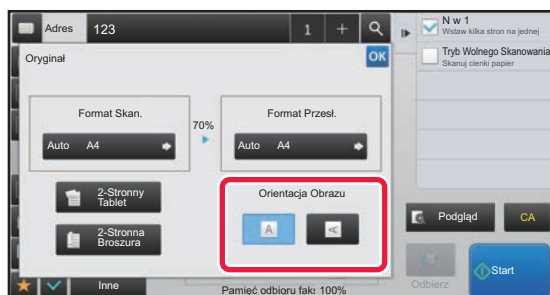 Adres 123 1 +
N w 1
Wstaw kilka stron na jednej
Oryginał OK
Tryb Wolnego Skanowania
Skanuj cienki papier
Format Skan. 70% Format Przesł.
Auto A4 Auto A4
2-Stronny
Tablet
Orientacja Obrazu
2-Stronna
Broszura
A A
Podgląd CA
Odbierz Start
Inne
Pamięć odbioru faks 100%